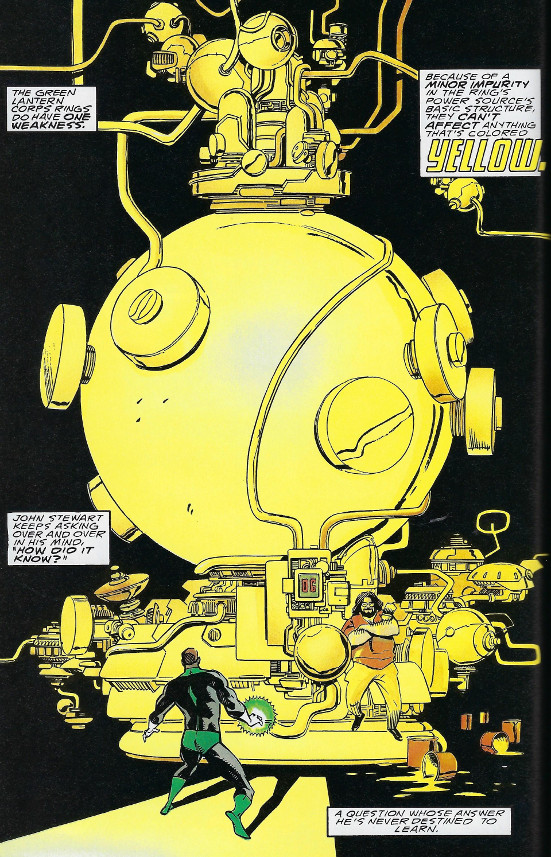 THE GREEN
LANTERN
CORPS RINGS
DO HAVE ONE
WEAKNESS.
BECAUSE OF A
MINOR IMPURITY
IN THE RING'S
POWER SOURCE'S
BASIC STRUCTURE,
THEY CAN'T
AFFECT ANYTHING
THAT'S COLORED
YELLOW.
JOHN STEWART
KEEPS ASKING
OVER AND OVER
IN HIS MIND,
"HOW DID IT
KNOW?"
06
A QUESTION WHOSE ANSWER
HE'S NEVER DESTINED TO
LEARN.